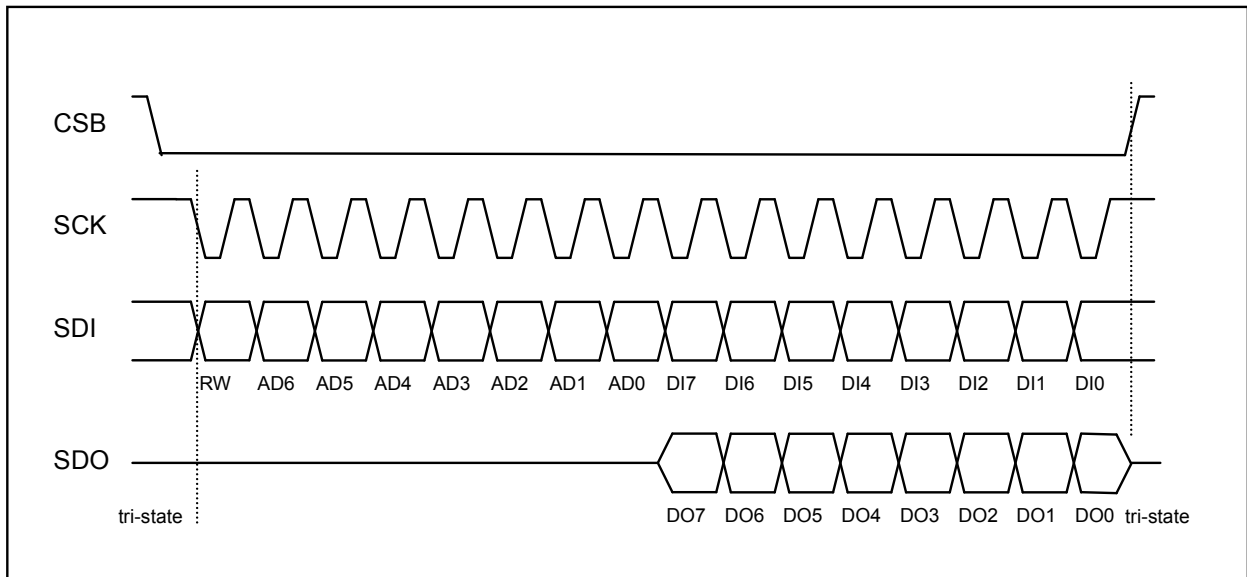 CSB
SCK
SDI
RW AD6 AD5 AD4 AD3 AD2 AD1 AD0 DI7 DI6 DI5 DI4 DI3 DI2 DI1 DI0
SDO
tri-state DO7 DO6 DO5 DO4 DO3 DO2 DO1 DO0 tri-state